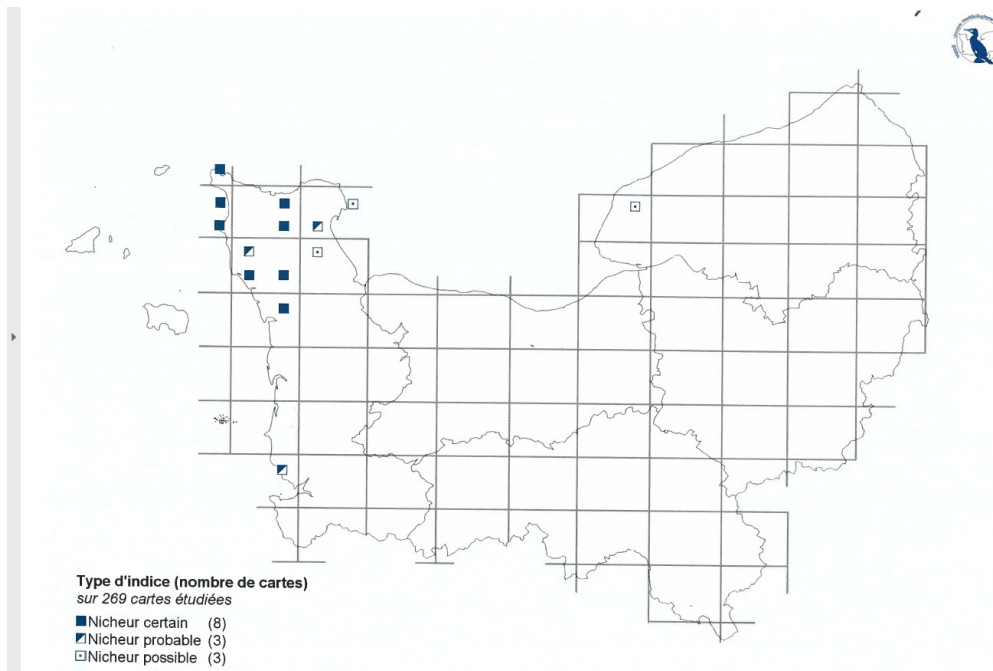 Type d'indice (nombre de cartes)
sur 269 cartes étudiées
Nicheur certain (8)
Nicheur probable (3)
Nicheur possible (3)